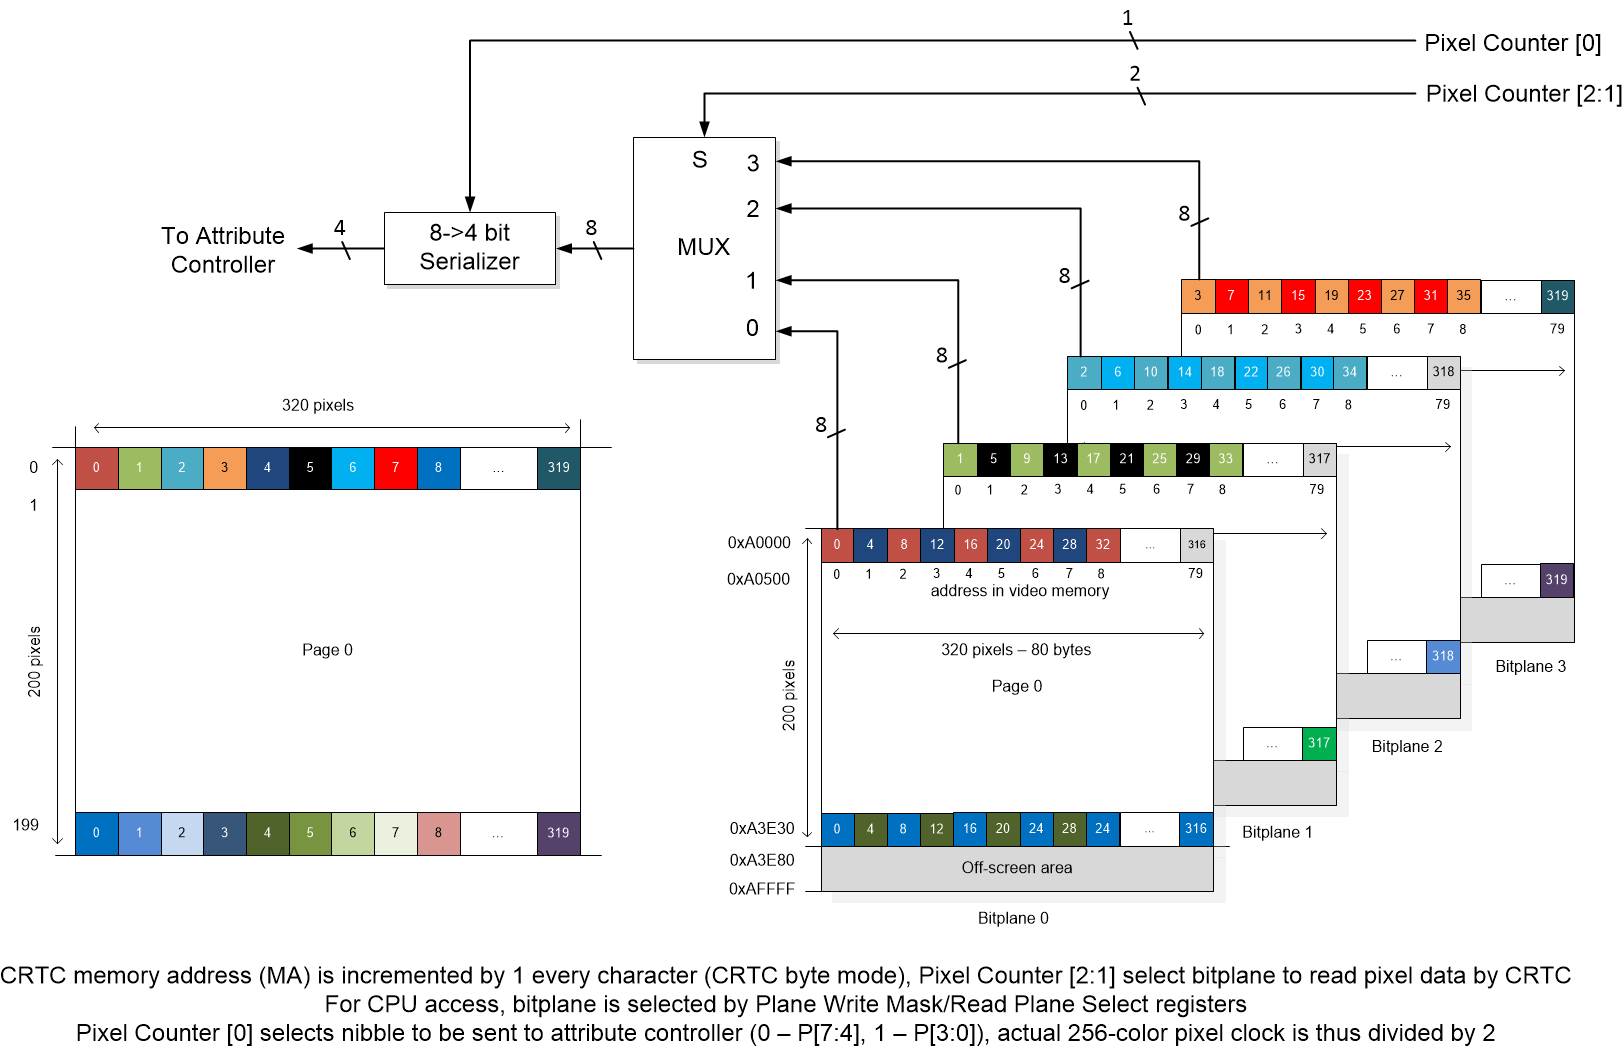 1
Pixel Counter [0]
2
Pixel Counter [2:1]
S
3
2
MUX
1
0
8
8
8
8
8->4 bit
Serializer
8
4
To Attribute
Controller
3 7 11 15 19 23 27 31 35 ... 319
0 1 2 3 4 5 6 7 8 79
2 6 10 14 18 22 26 30 34 ... 318
0 1 2 3 4 5 6 7 8 79
1 5 9 13 17 21 25 29 33 ... 317
0 1 2 3 4 5 6 7 8 79
320 pixels
0
0 1 2 3 4 5 6 7 8 ... 319
1
200 pixels
Page 0
199
0 1 2 3 4 5 6 7 8 ... 319
0xA0000
0 4 8 12 16 20 24 28 32 ... 316
0xA0500
0 1 2 3 4 5 6 7 8 79
address in video memory
320 pixels – 80 bytes
Page 0
200 pixels
0xA3E30
0 4 8 12 16 20 24 28 24 ... 316
0xA3E80
Off-screen area
0xAFFFF
Bitplane 0
... 317
Bitplane 1
... 318
Bitplane 2
... 319
Bitplane 3
CRTC memory address (MA) is incremented by 1 every character (CRTC byte mode), Pixel Counter [2:1] select bitplane to read pixel data by CRTC
For CPU access, bitplane is selected by Plane Write Mask/Read Plane Select registers
Pixel Counter [0] selects nibble to be sent to attribute controller (0 – P[7:4], 1 – P[3:0]), actual 256-color pixel clock is thus divided by 2